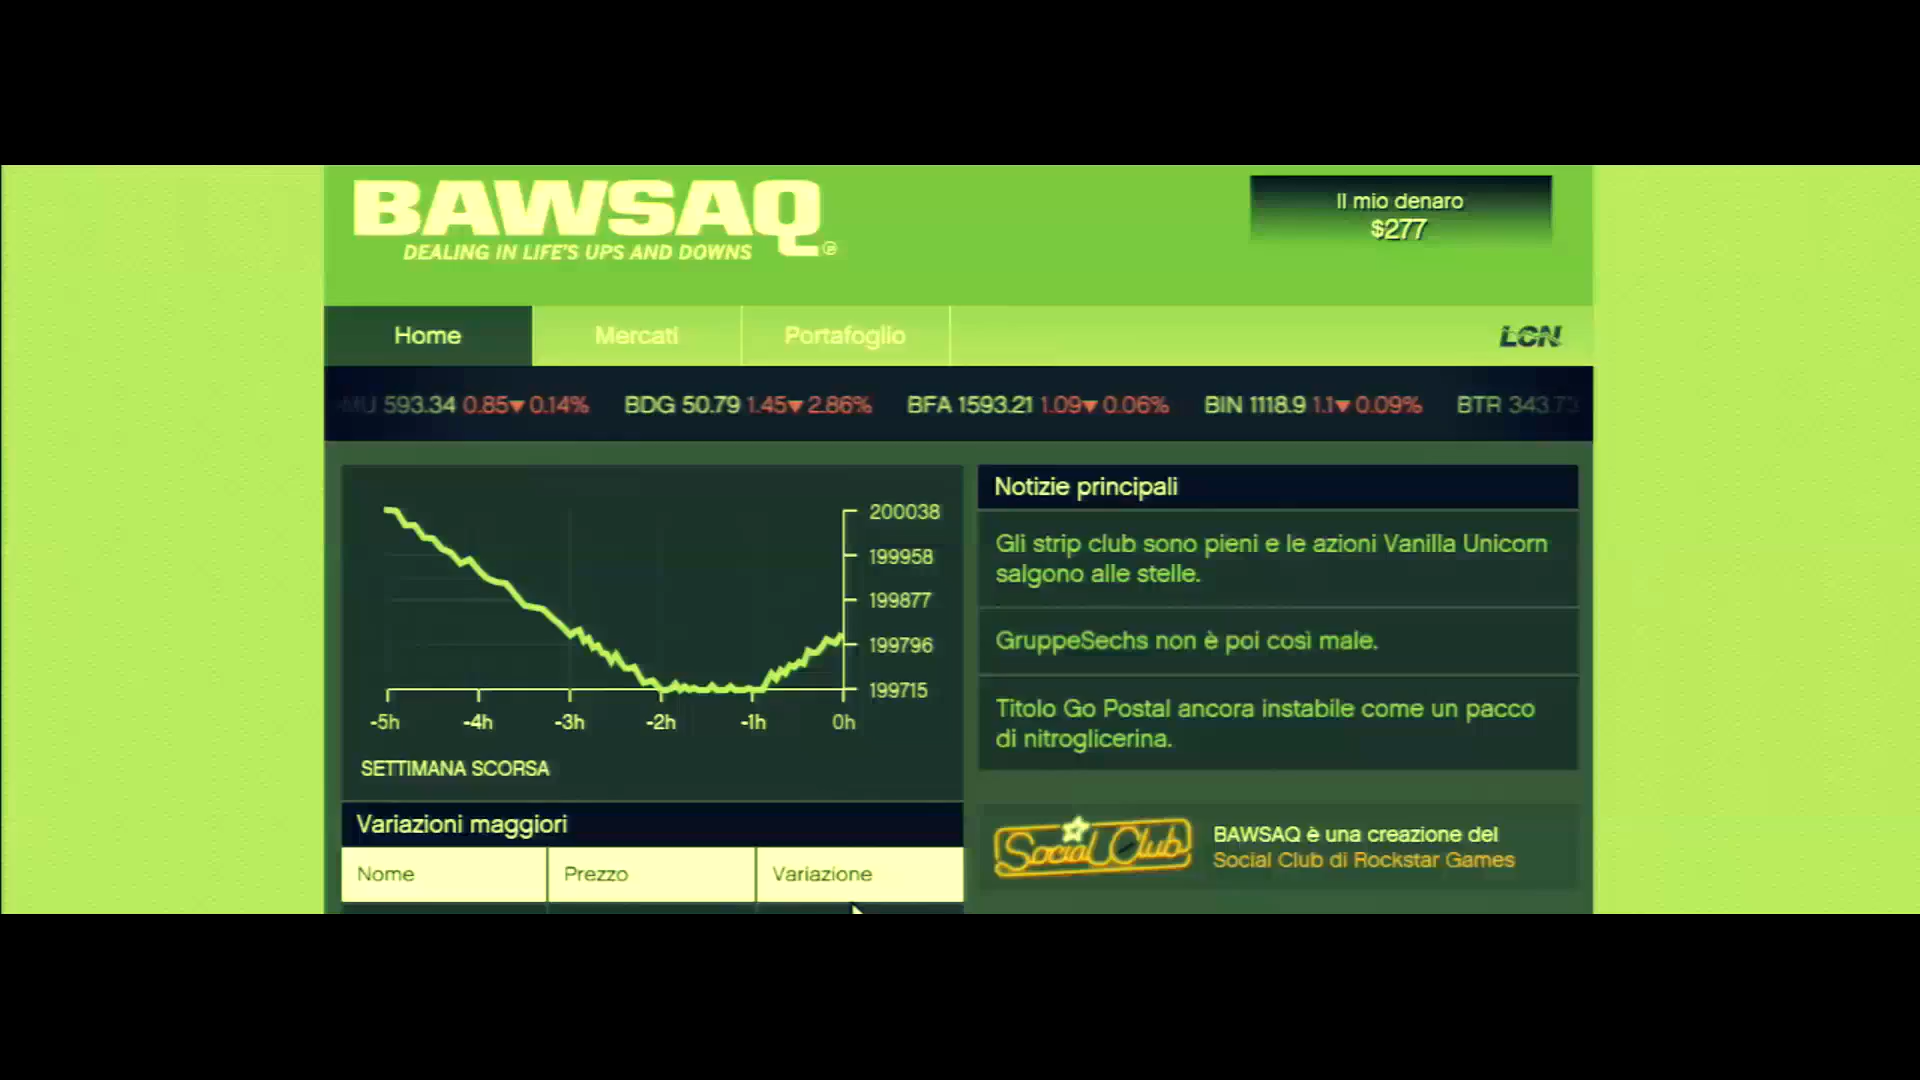 BAWSAQ
DEALING IN LIFE'S UPS AND DOWNS
Il mio denaro
$277
Home
Mercati
Portafoglio
LCN
593.34 0.85▼0.14% BDG 50.79 1.45▼2.86% BFA 1593.21 1.09▼0.06% BIN 1118.9 1.1▼0.09% BTR 343.73
200038
199958
199877
199796
199715
-5h -4h -3h -2h -1h 0h
SETTIMANA SCORSA
Variazioni maggiori
Nome Prezzo Variazione
Notizie principali
Gli strip club sono pieni e le azioni Vanilla Unicorn
salgono alle stelle.
GruppeSechs non è poi così male.
Titolo Go Postal ancora instabile come un pacco
di nitroglicerina.
Social Club
BAWSAQ è una creazione del
Social Club di Rockstar Games